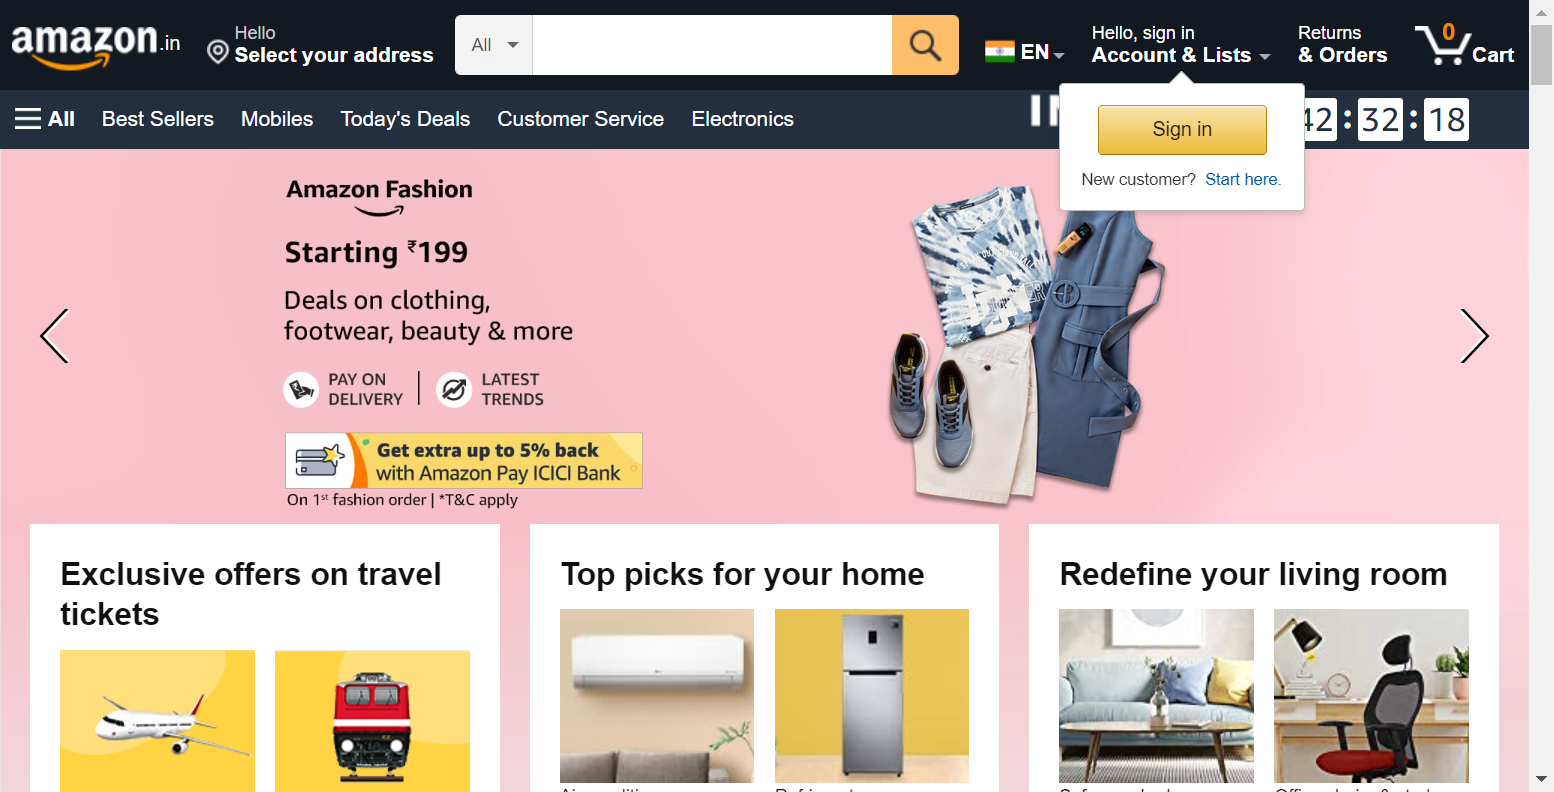 amazon.in
Hello
Select your address
All
EN
Hello, sign in
Account & Lists
Returns
& Orders
0
Cart
All
Best Sellers
Mobiles
Today's Deals
Customer Service
Electronics
42:32:18
Sign in
New customer? Start here.
Amazon Fashion
Starting ₹199
Deals on clothing,
footwear, beauty & more
PAY ON
DELIVERY
LATEST
TRENDS
Get extra up to 5% back
with Amazon Pay ICICI Bank
On 1st fashion order | *T&C apply
Exclusive offers on travel
tickets
Top picks for your home
Redefine your living room